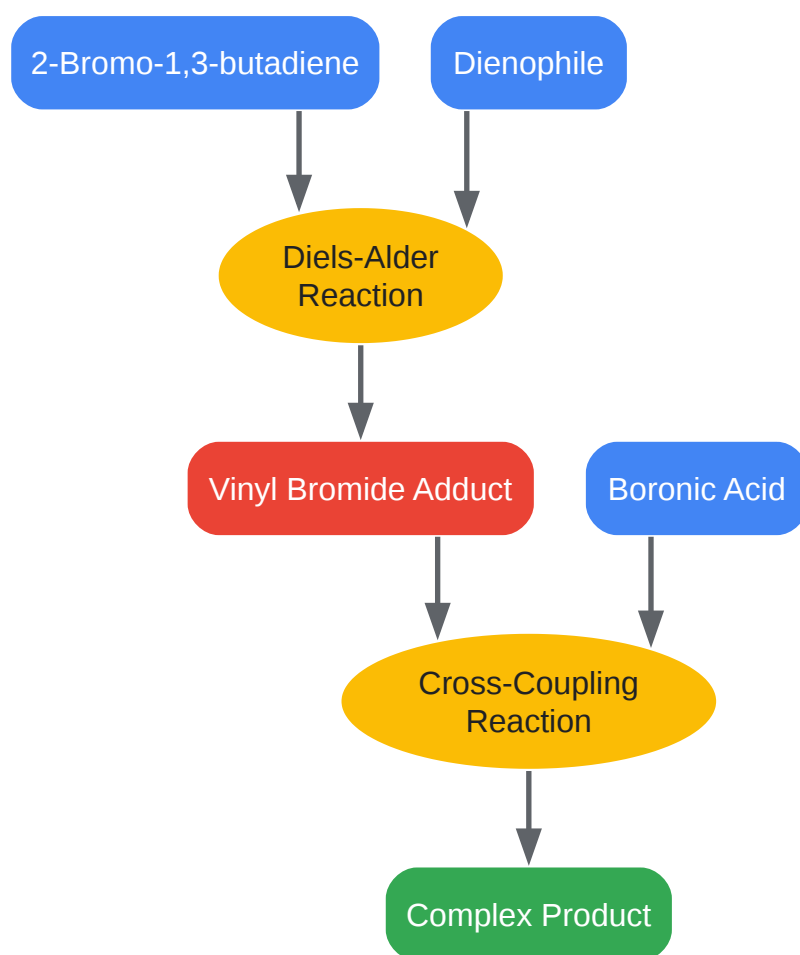 2-Bromo-1,3-butadiene
Dienophile
Diels-Alder
Reaction
Vinyl Bromide Adduct
Boronic Acid
Cross-Coupling
Reaction
Complex Product